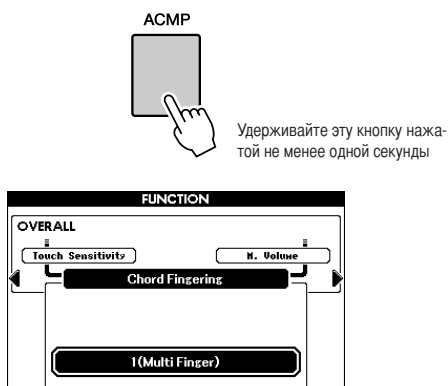 ACMP
Удерживайте эту кнопку нажа-
той не менее одной секунды
FUNCTION
OVERALL
Touch Sensitivity
M. Volume
Chord Fingering
1(Multi Finger)